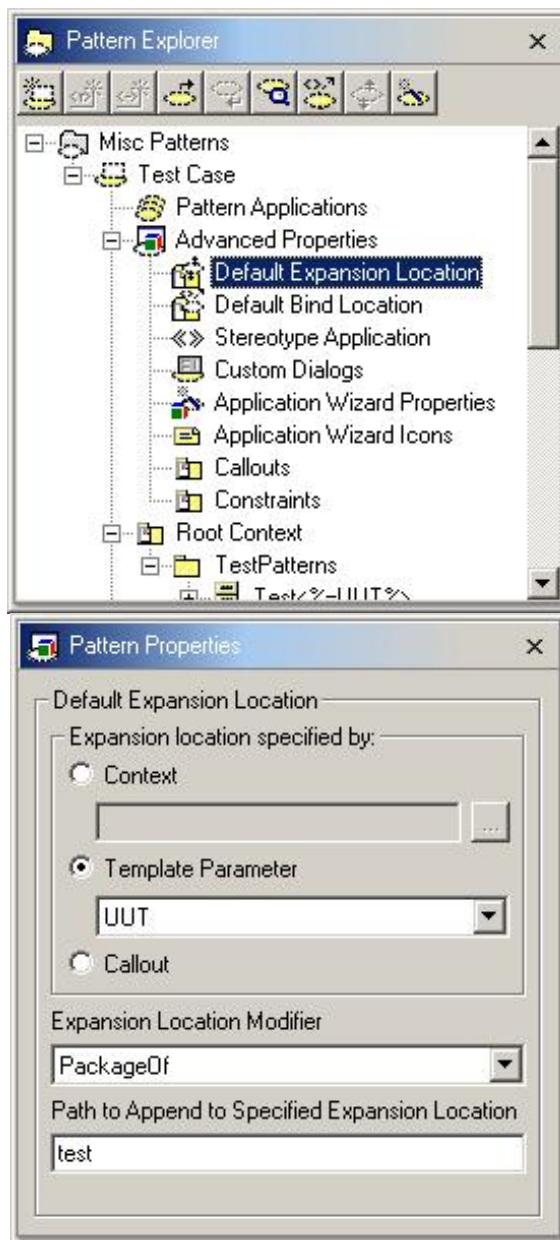 Pattern Explorer
Misc Patterns
Test Case
Pattern Applications
Advanced Properties
Default Expansion Location
Default Bind Location
Stereotype Application
Custom Dialogs
Application Wizard Properties
Application Wizard Icons
Callouts
Constraints
Root Context
TestPatterns
Test<%=UUT%>
Pattern Properties
Default Expansion Location
Expansion location specified by:
Context
...
Template Parameter
UUT
Callout
Expansion Location Modifier
PackageOf
Path to Append to Specified Expansion Location
test